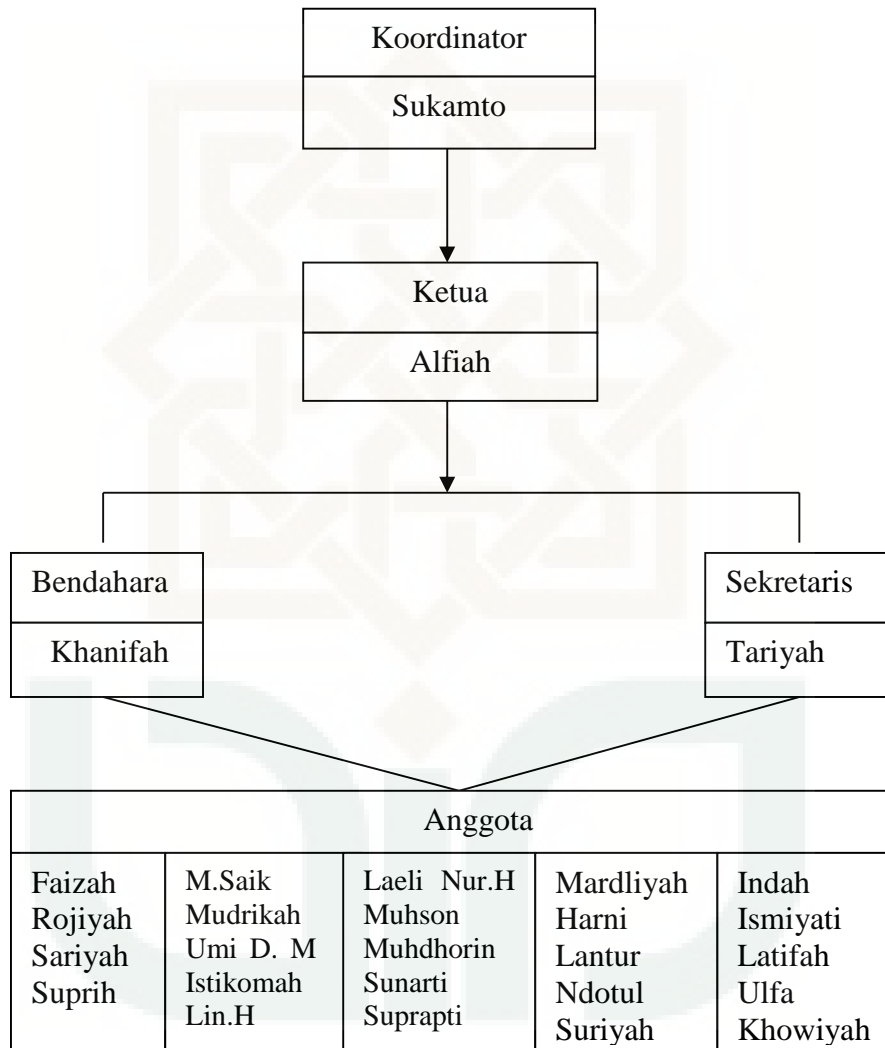 Koordinator
Sukamto
Ketua
Alfiah
Bendahara
Khanifah
Sekretaris
Tariyah
Anggota
Faizah
Rojiyah
Sariyah
Suprih
M.Saik
Mudrikah
Umi D. M
Istikomah
Lin.H
Laeli Nur.H
Muhson
Muhdhorin
Sunarti
Suprapti
Mardliyah
Harni
Lantur
Ndotul
Suriyah
Indah
Ismiyati
Latifah
Ulfa
Khowiyah